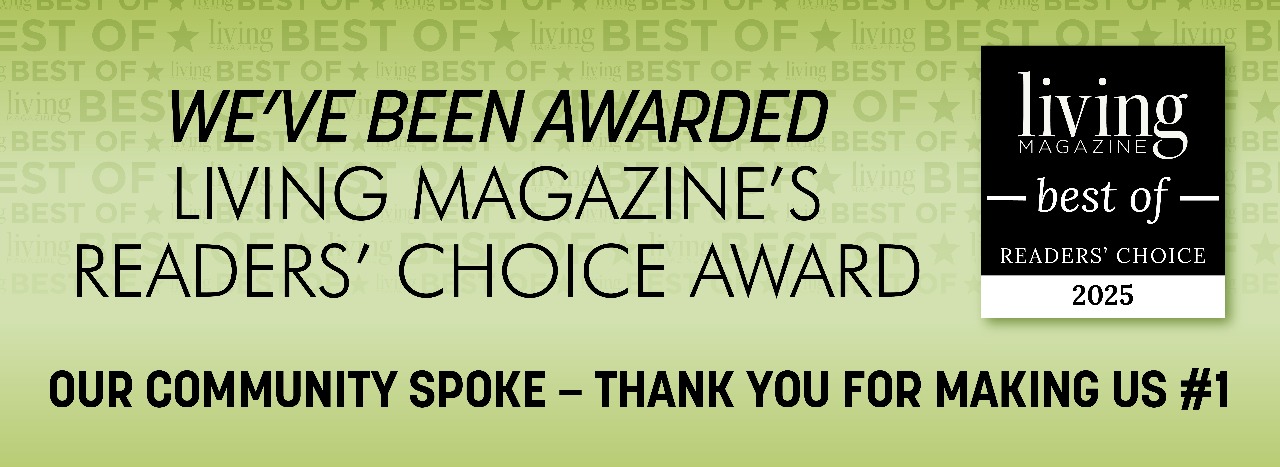 WE'VE BEEN AWARDED
LIVING MAGAZINE'S
READERS' CHOICE AWARD
living
MAGAZINE
best of
READERS' CHOICE
2025
OUR COMMUNITY SPOKE – THANK YOU FOR MAKING US #1